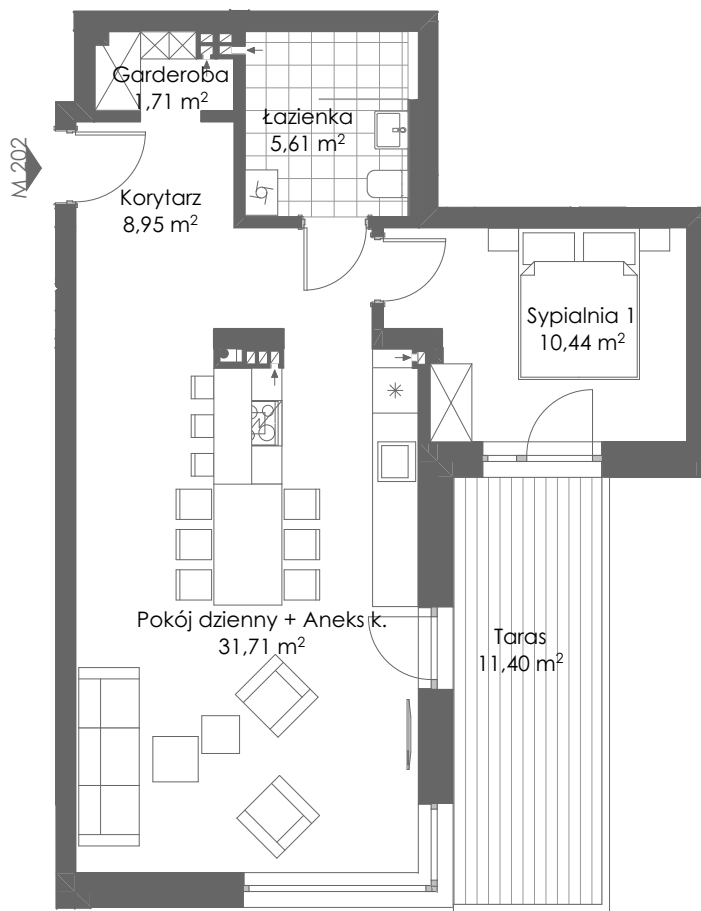 Garderoba
1,71 m²
Łazienka
5,61 m²
M 202
Korytarz
8,95 m²
Sypialnia 1
10,44 m²
Pokój dzienny + Aneks k.
31,71 m²
Taras
11,40 m²